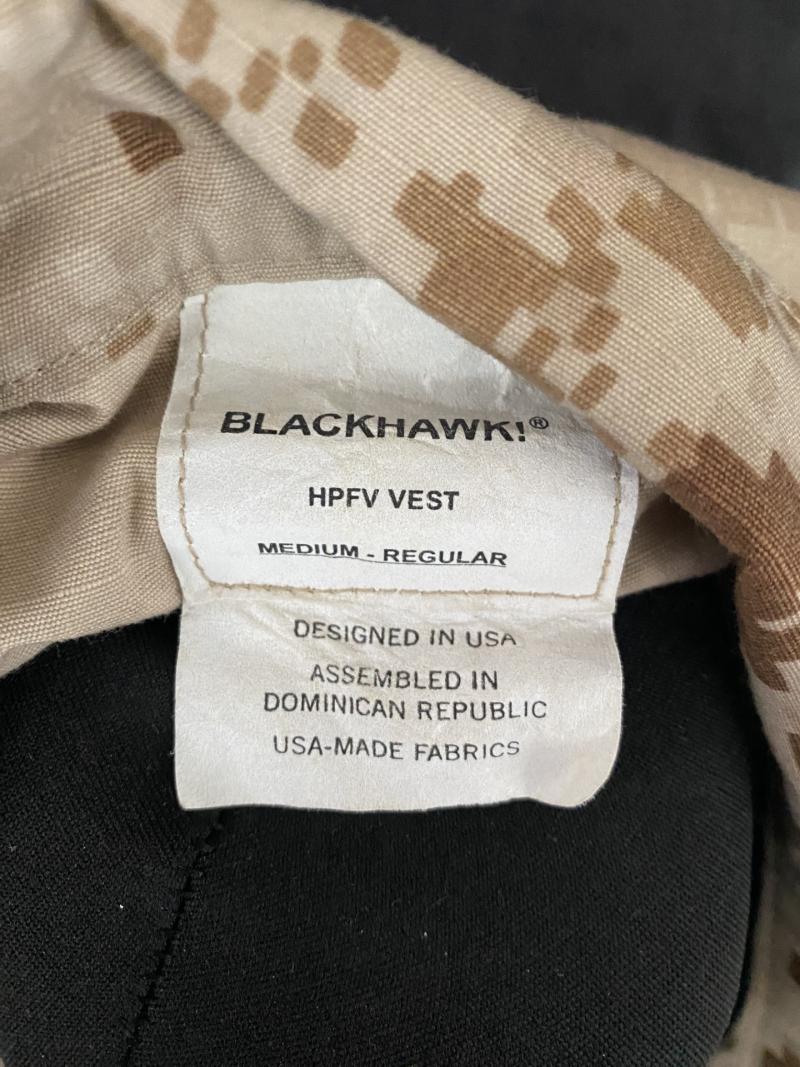 BLACKHAWK!®
HPFV VEST
MEDIUM - REGULAR
DESIGNED IN USA
ASSEMBLED IN
DOMINICAN REPUBLIC
USA-MADE FABRICS